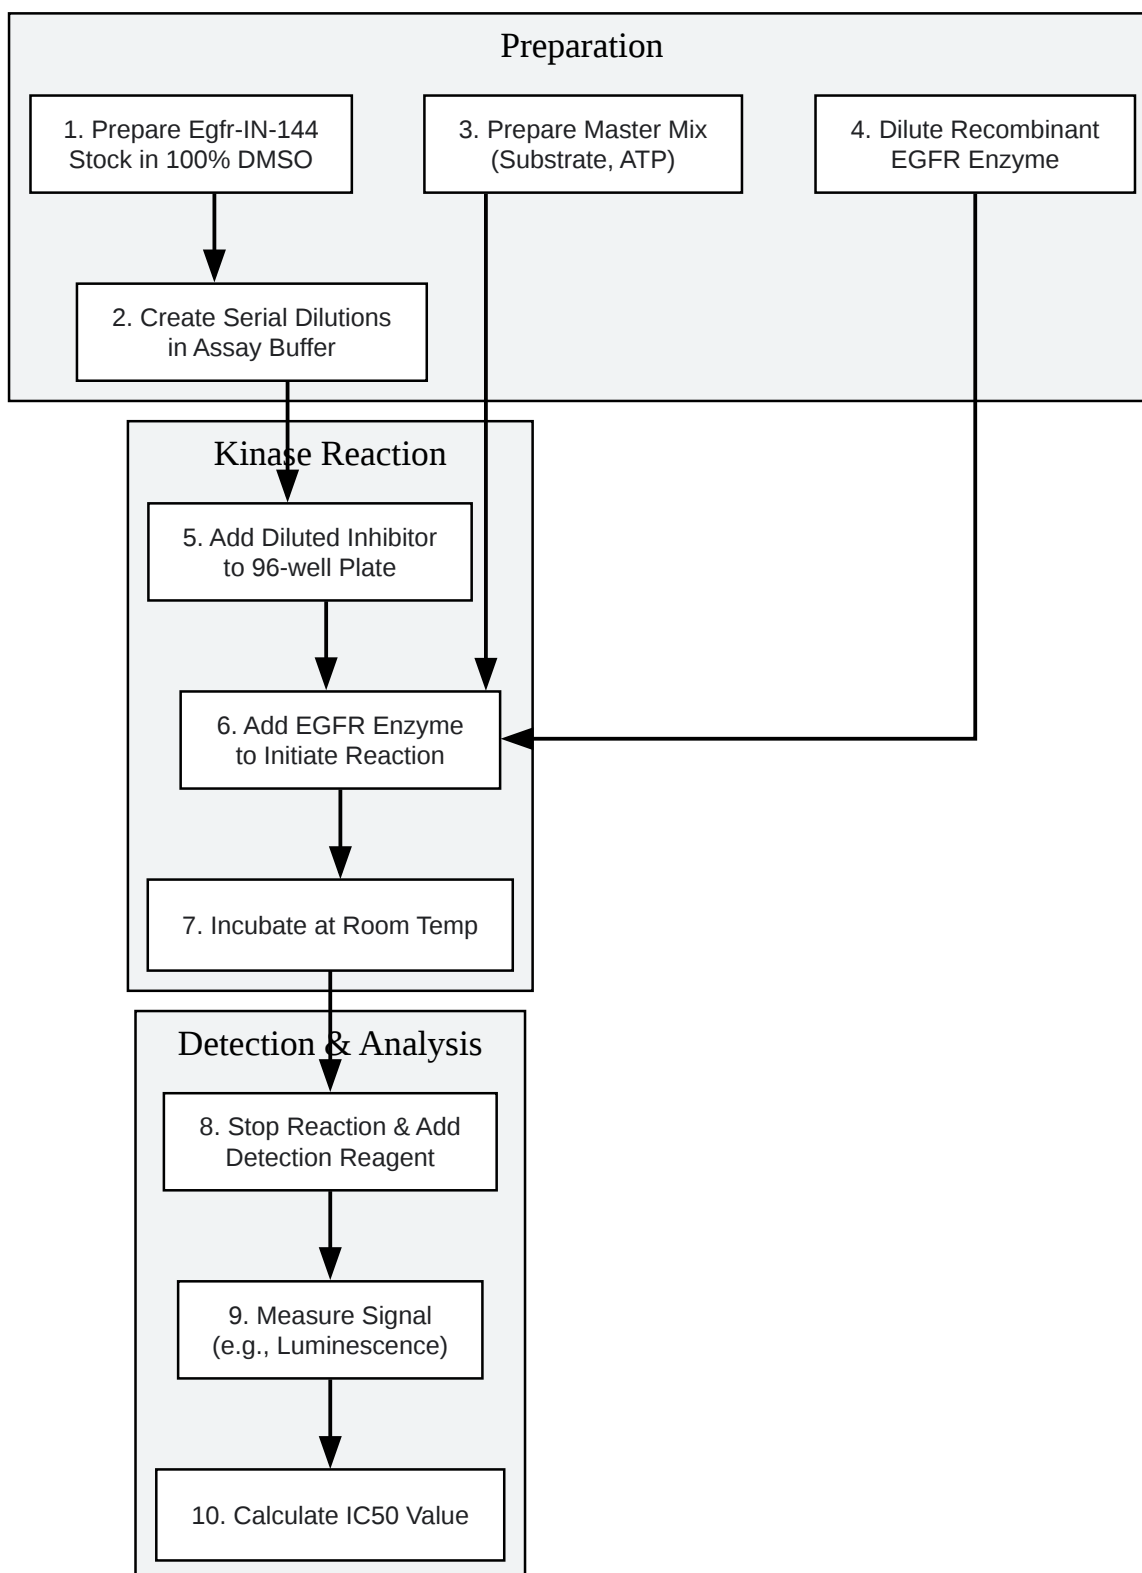 Preparation
1. Prepare Egfr-IN-144
Stock in 100% DMSO
3. Prepare Master Mix
(Substrate, ATP)
4. Dilute Recombinant
EGFR Enzyme
2. Create Serial Dilutions
in Assay Buffer
Kinase Reaction
5. Add Diluted Inhibitor
to 96-well Plate
6. Add EGFR Enzyme
to Initiate Reaction
7. Incubate at Room Temp
Detection & Analysis
8. Stop Reaction & Add
Detection Reagent
9. Measure Signal
(e.g., Luminescence)
10. Calculate IC50 Value